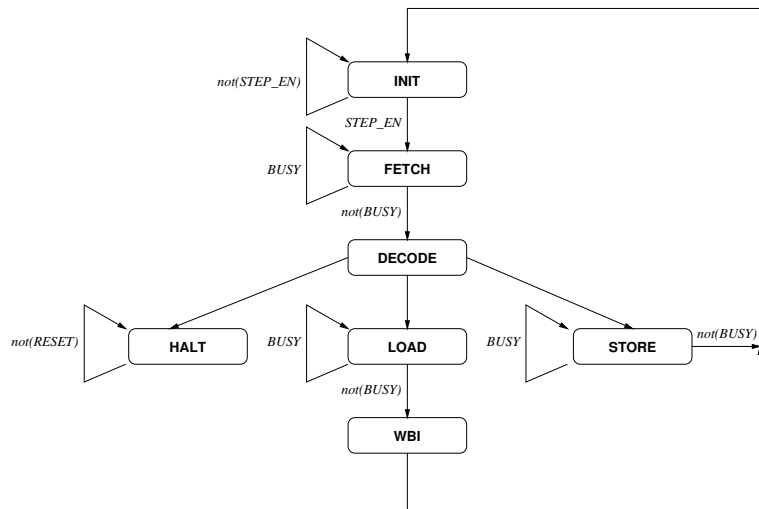 INIT
not(STEP_EN)
STEP_EN
FETCH
BUSY
not(BUSY)
DECODE
not(RESET)
HALT
BUSY
LOAD
BUSY
STORE
not(BUSY)
not(BUSY)
WBI